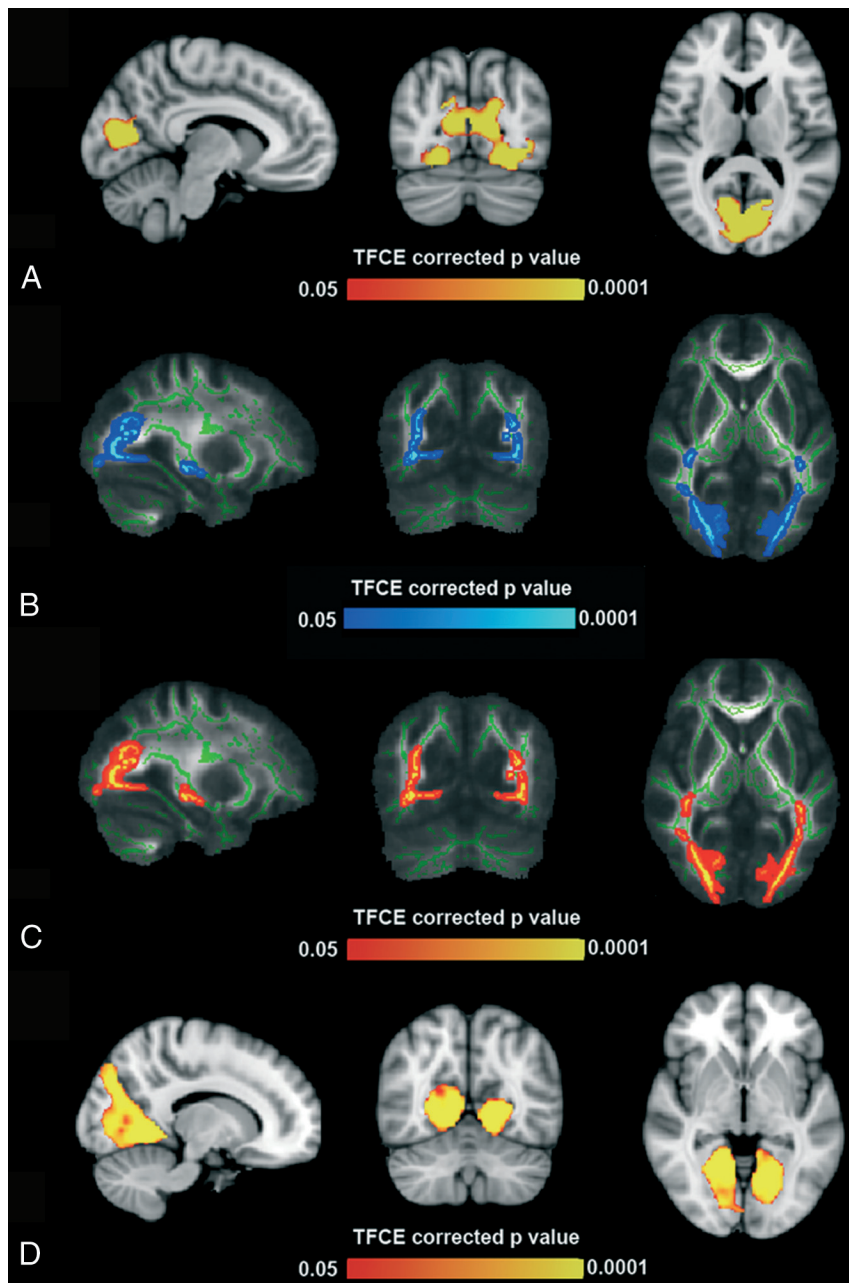 A
TFCE corrected p value
0.05 0.0001
B
TFCE corrected p value
0.05 0.0001
C
TFCE corrected p value
0.05 0.0001
D
TFCE corrected p value
0.05 0.0001